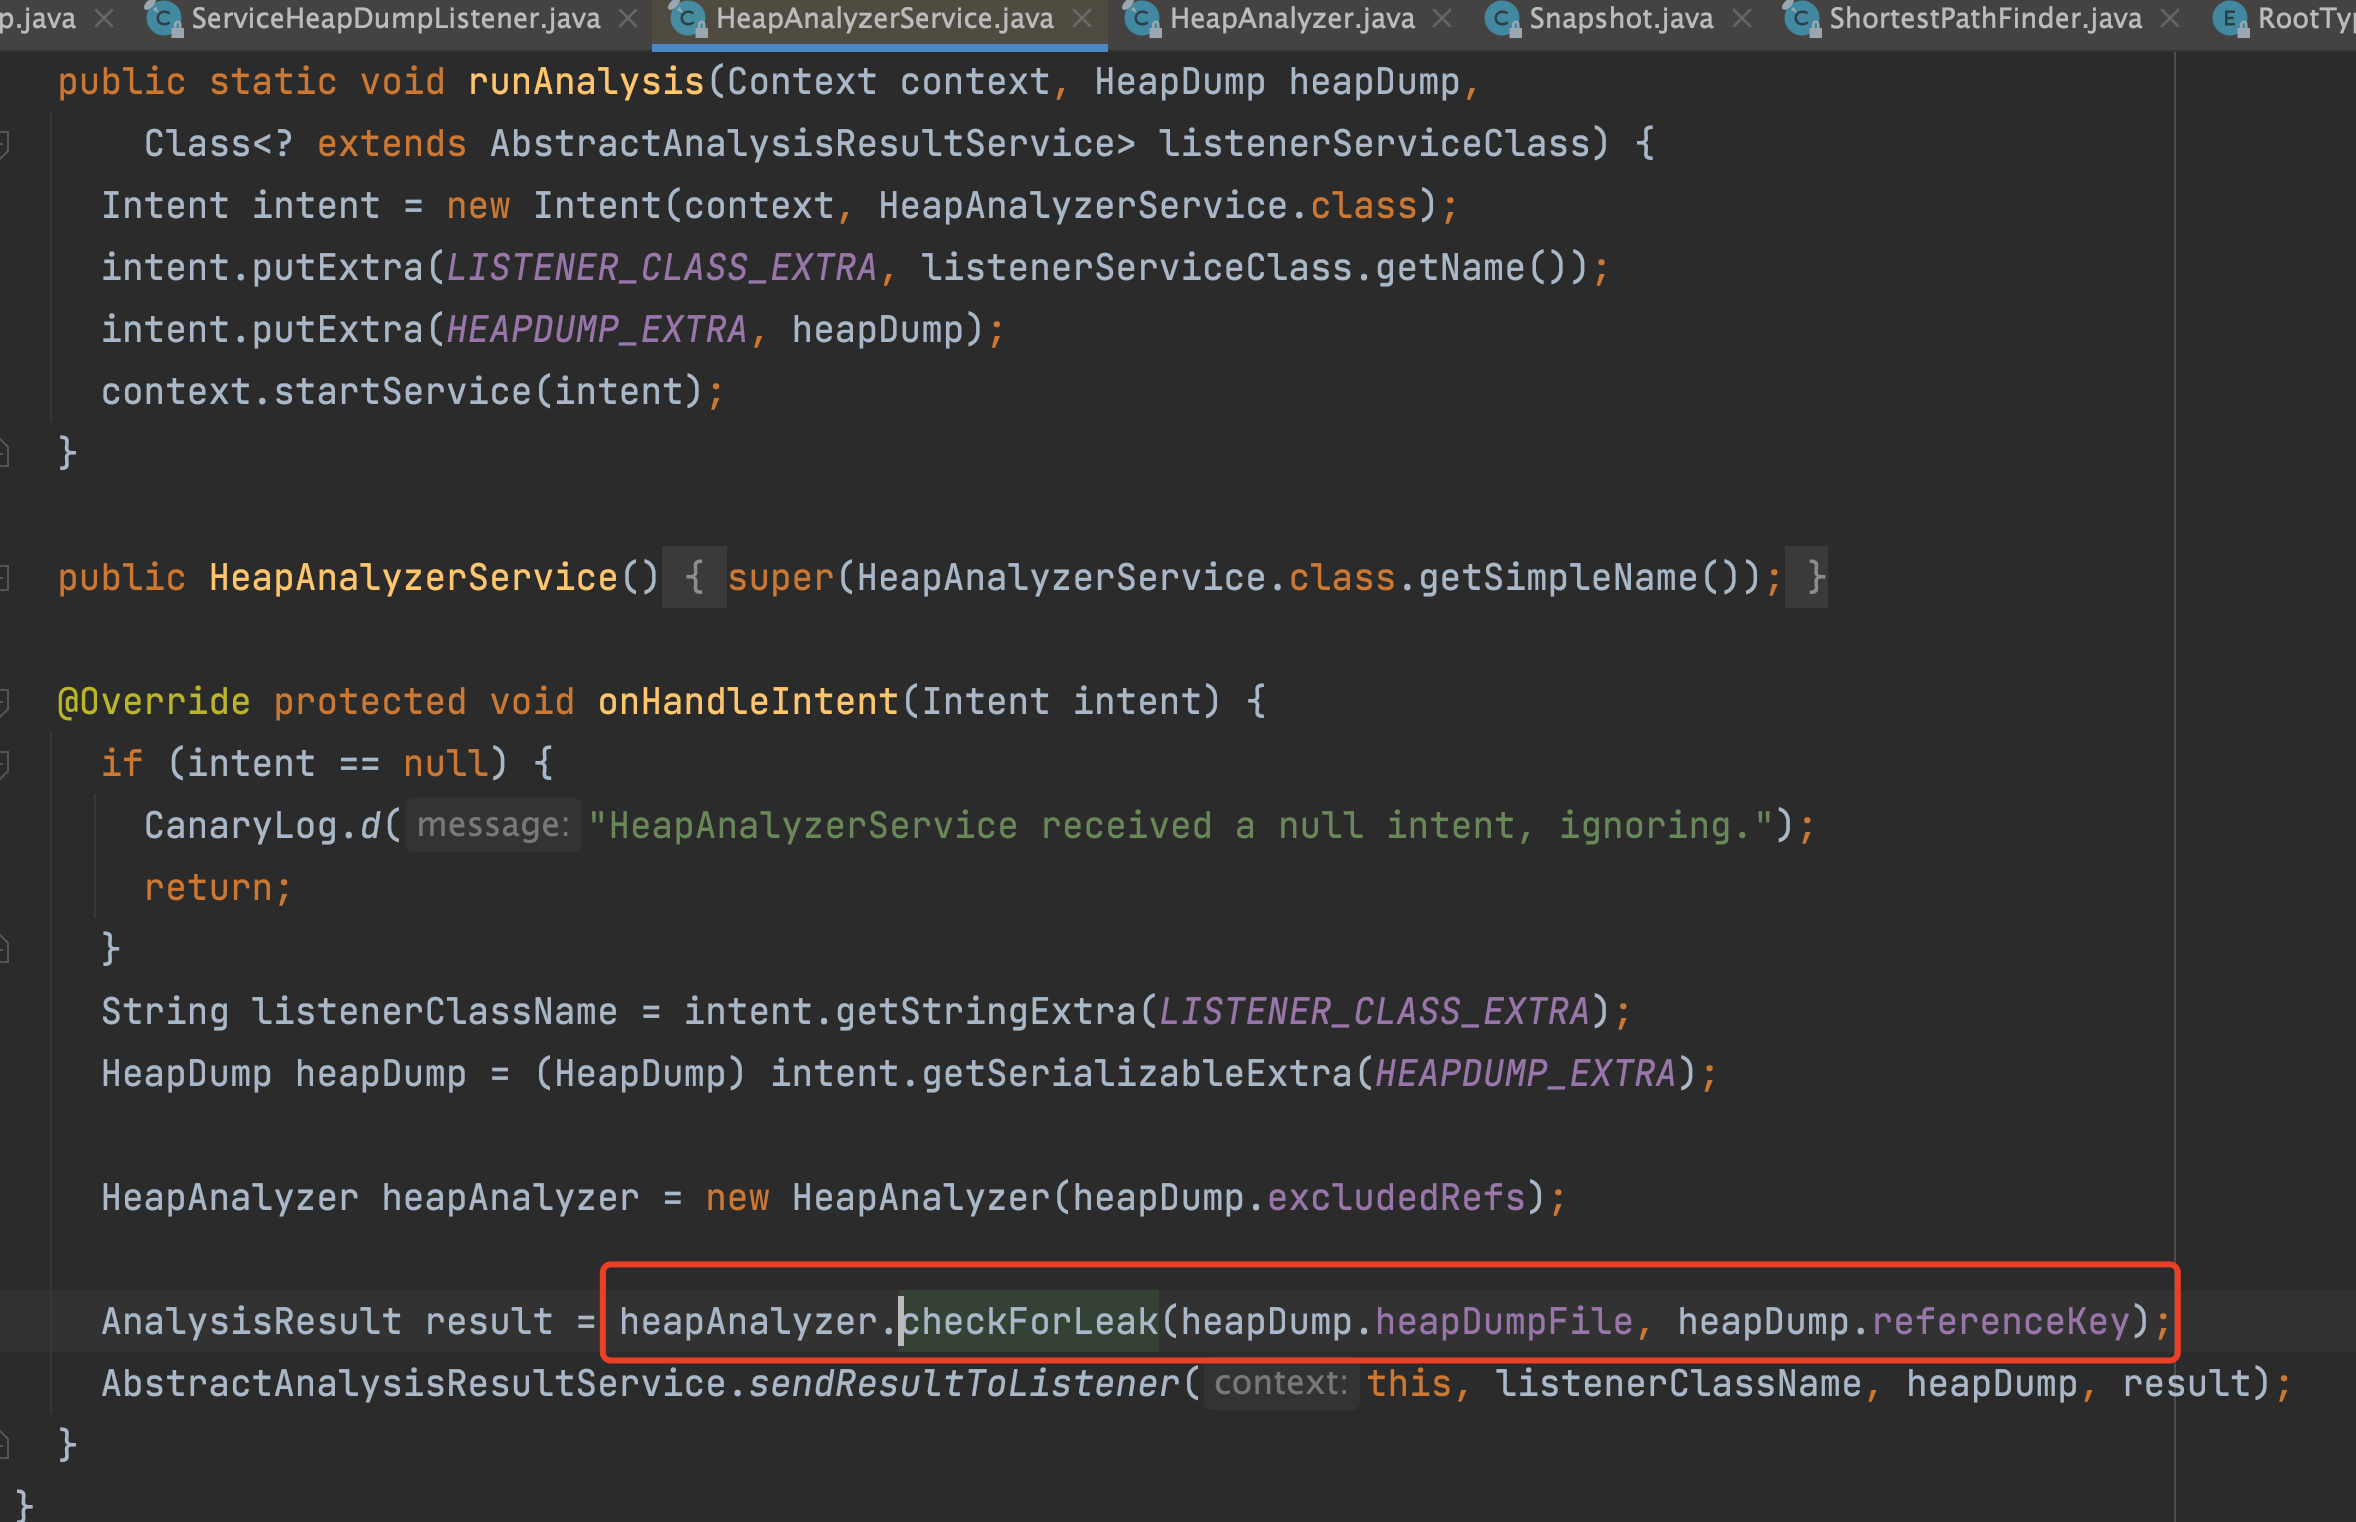 p.java ServiceHeapDumpListener.java HeapAnalyzerService.java HeapAnalyzer.java Snapshot.java ShortestPathFinder.java RootTyp
public static void runAnalysis(Context context, HeapDump heapDump,
Class<? extends AbstractAnalysisResultService> listenerServiceClass) {
Intent intent = new Intent(context, HeapAnalyzerService.class);
intent.putExtra(LISTENER_CLASS_EXTRA, listenerServiceClass.getName());
intent.putExtra(HEAPDUMP_EXTRA, heapDump);
context.startService(intent);
}
public HeapAnalyzerService() { super(HeapAnalyzerService.class.getSimpleName()); }
@Override protected void onHandleIntent(Intent intent) {
if (intent == null) {
CanaryLog.d( message: "HeapAnalyzerService received a null intent, ignoring.");
return;
}
String listenerClassName = intent.getStringExtra(LISTENER_CLASS_EXTRA);
HeapDump heapDump = (HeapDump) intent.getSerializableExtra(HEAPDUMP_EXTRA);
HeapAnalyzer heapAnalyzer = new HeapAnalyzer(heapDump.excludedRefs);
AnalysisResult result = heapAnalyzer.checkForLeak(heapDump.heapDumpFile, heapDump.referenceKey);
AbstractAnalysisResultService.sendResultToListener( context: this, listenerClassName, heapDump, result);
}
}